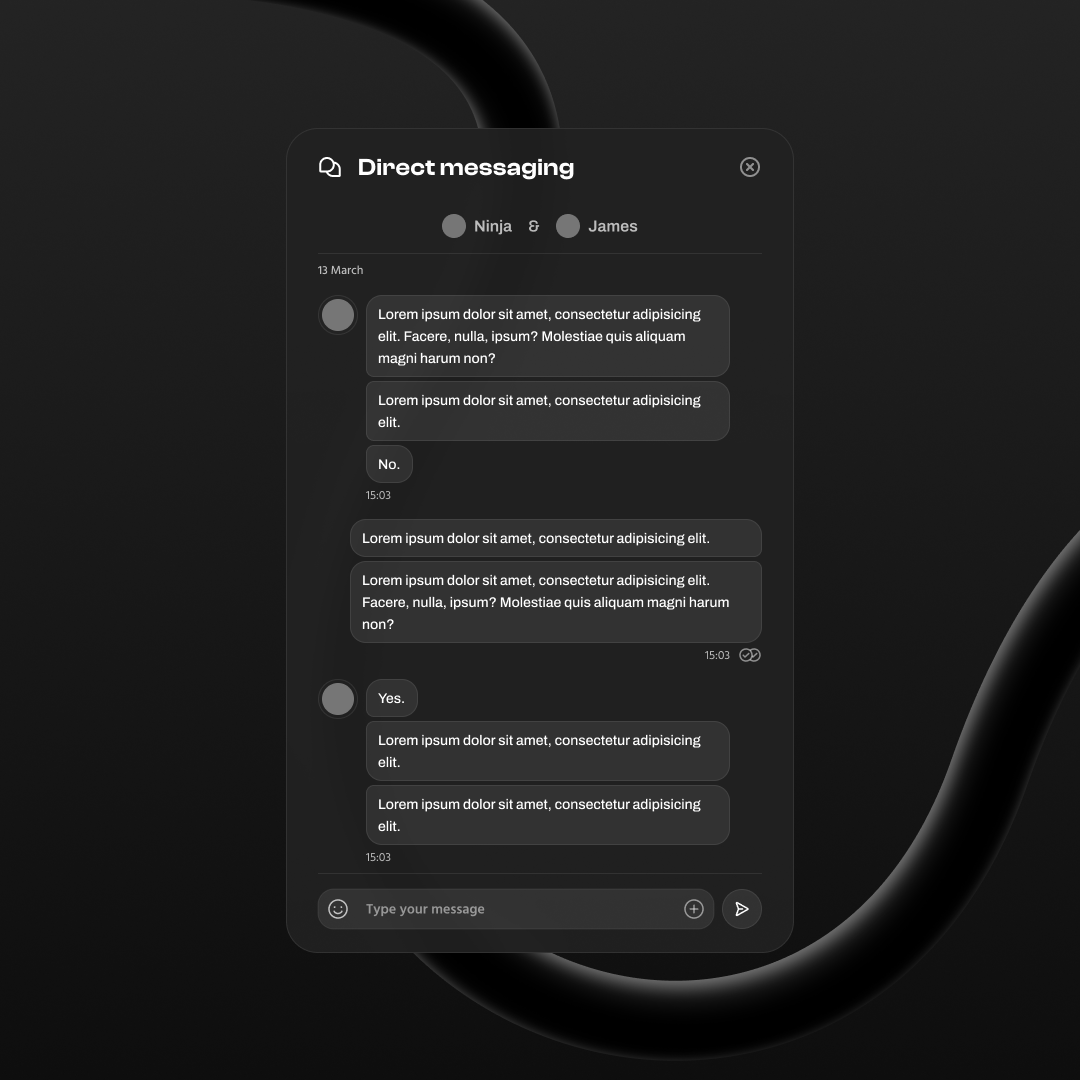 Direct messaging
Ninja & James
13 March
Lorem ipsum dolor sit amet, consectetur adipisicing
elit. Facere, nulla, ipsum? Molestiae quis aliquam
magni harum non?
Lorem ipsum dolor sit amet, consectetur adipisicing
elit.
No.
15:03
Lorem ipsum dolor sit amet, consectetur adipisicing elit.
Lorem ipsum dolor sit amet, consectetur adipisicing elit.
Facere, nulla, ipsum? Molestiae quis aliquam magni harum
non?
15:03
Yes.
Lorem ipsum dolor sit amet, consectetur adipisicing
elit.
Lorem ipsum dolor sit amet, consectetur adipisicing
elit.
15:03
Type your message